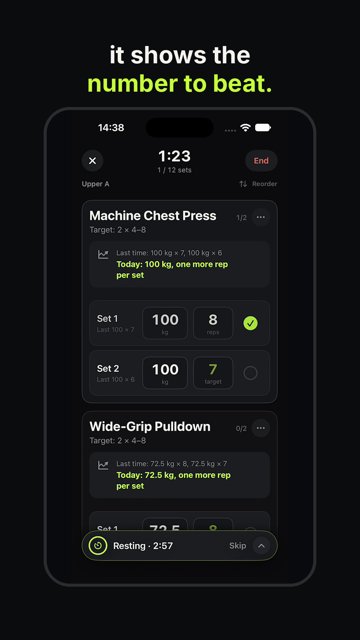 it shows the
number to beat.
14:38
1:23
End
1 / 12 sets
Upper A
Reorder
Machine Chest Press
1/2
Target: 2 × 4–8
Last time: 100 kg × 7, 100 kg × 6
Today: 100 kg, one more rep
per set
Set 1
Last 100 × 7
100
kg
8
reps
Set 2
Last 100 × 6
100
kg
7
target
Wide-Grip Pulldown
0/2
Target: 2 × 4–8
Last time: 72.5 kg × 8, 72.5 kg × 7
Today: 72.5 kg, one more rep
per set
Set 1
72.5
8
Resting · 2:57
Skip